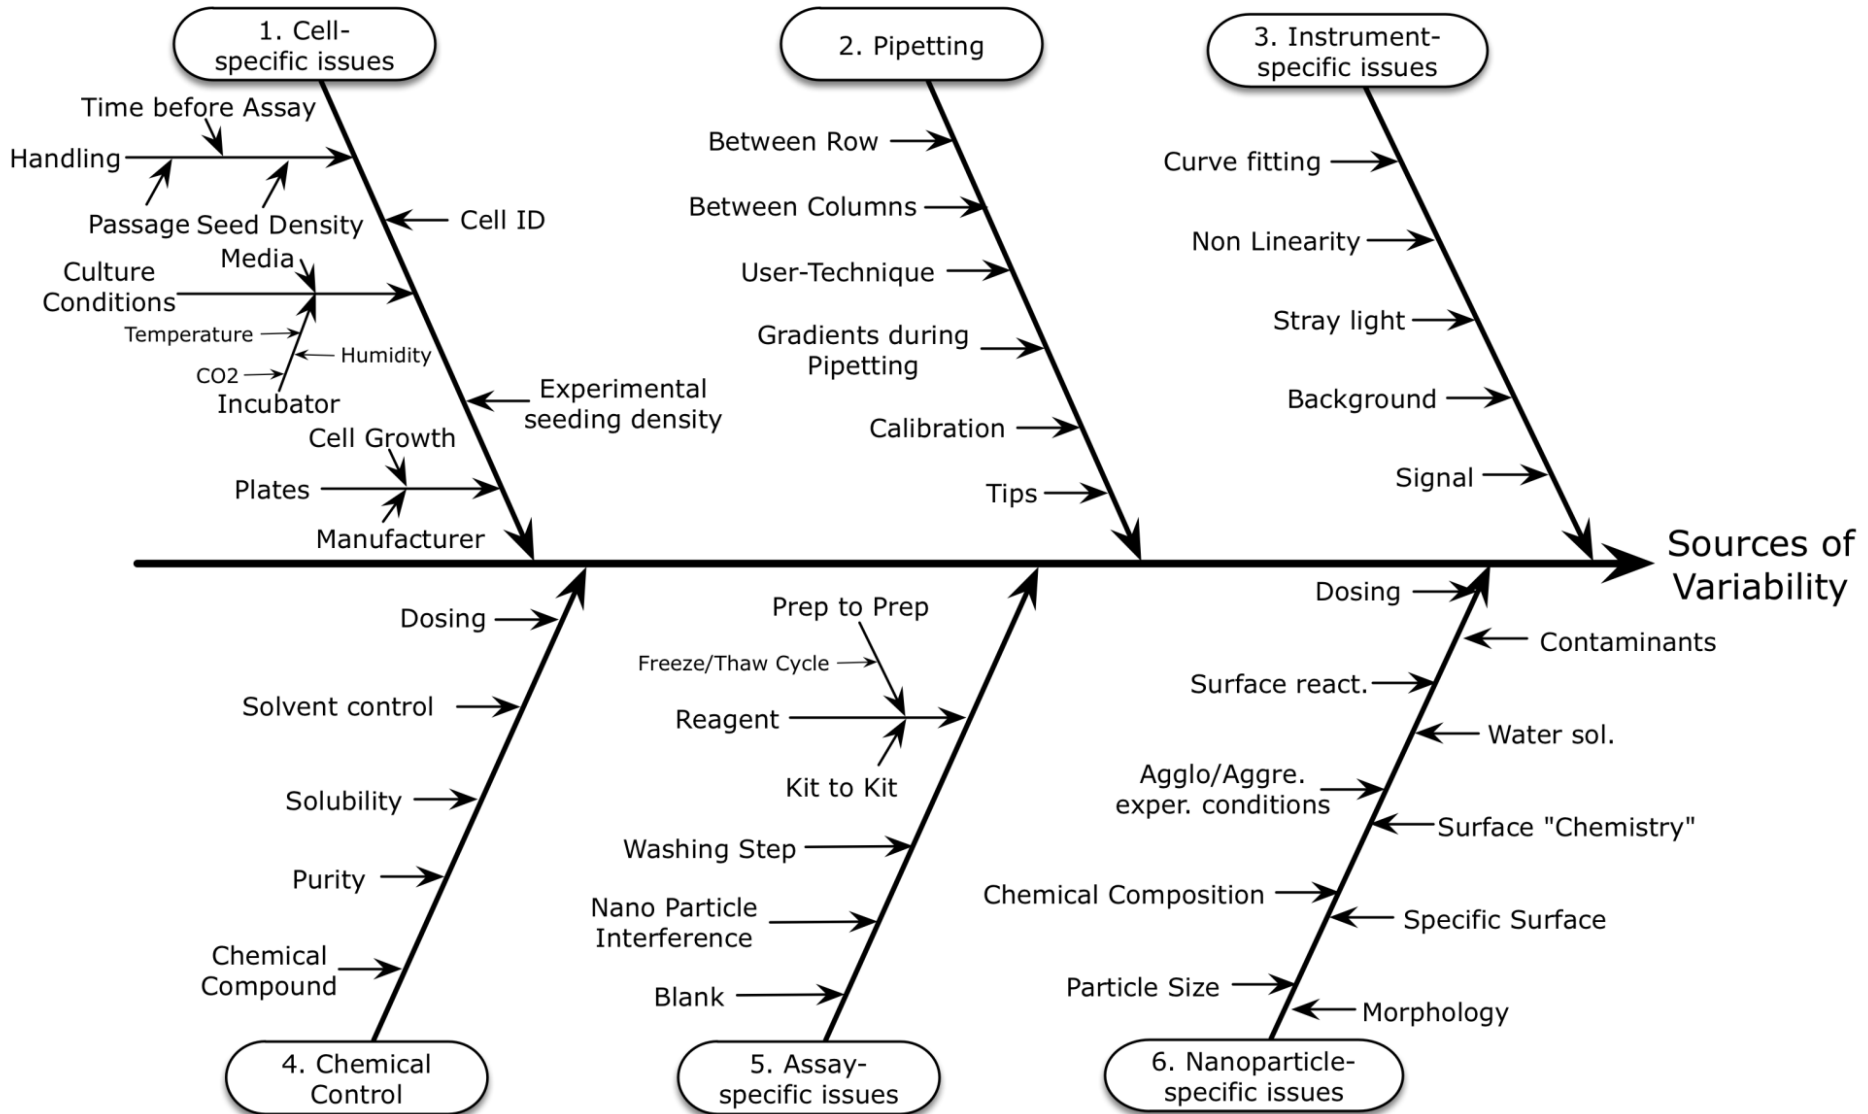 1. Cell-
specific issues
Time before Assay
Handling
Passage
Seed Density
Cell ID
Media
Culture
Conditions
Temperature
Humidity
CO2
Incubator
Experimental
seeding density
Cell Growth
Plates
Manufacturer
2. Pipetting
Between Row
Between Columns
User-Technique
Gradients during
Pipetting
Calibration
Tips
3. Instrument-
specific issues
Curve fitting
Non Linearity
Stray light
Background
Signal
Sources of
Variability
Dosing
Solvent control
Solubility
Purity
Chemical
Compound
4. Chemical
Control
Prep to Prep
Freeze/Thaw Cycle
Reagent
Kit to Kit
Washing Step
Nano Particle
Interference
Blank
5. Assay-
specific issues
Dosing
Contaminants
Surface react.
Water sol.
Agglo/Aggre.
exper. conditions
Surface "Chemistry"
Chemical Composition
Specific Surface
Particle Size
Morphology
6. Nanoparticle-
specific issues